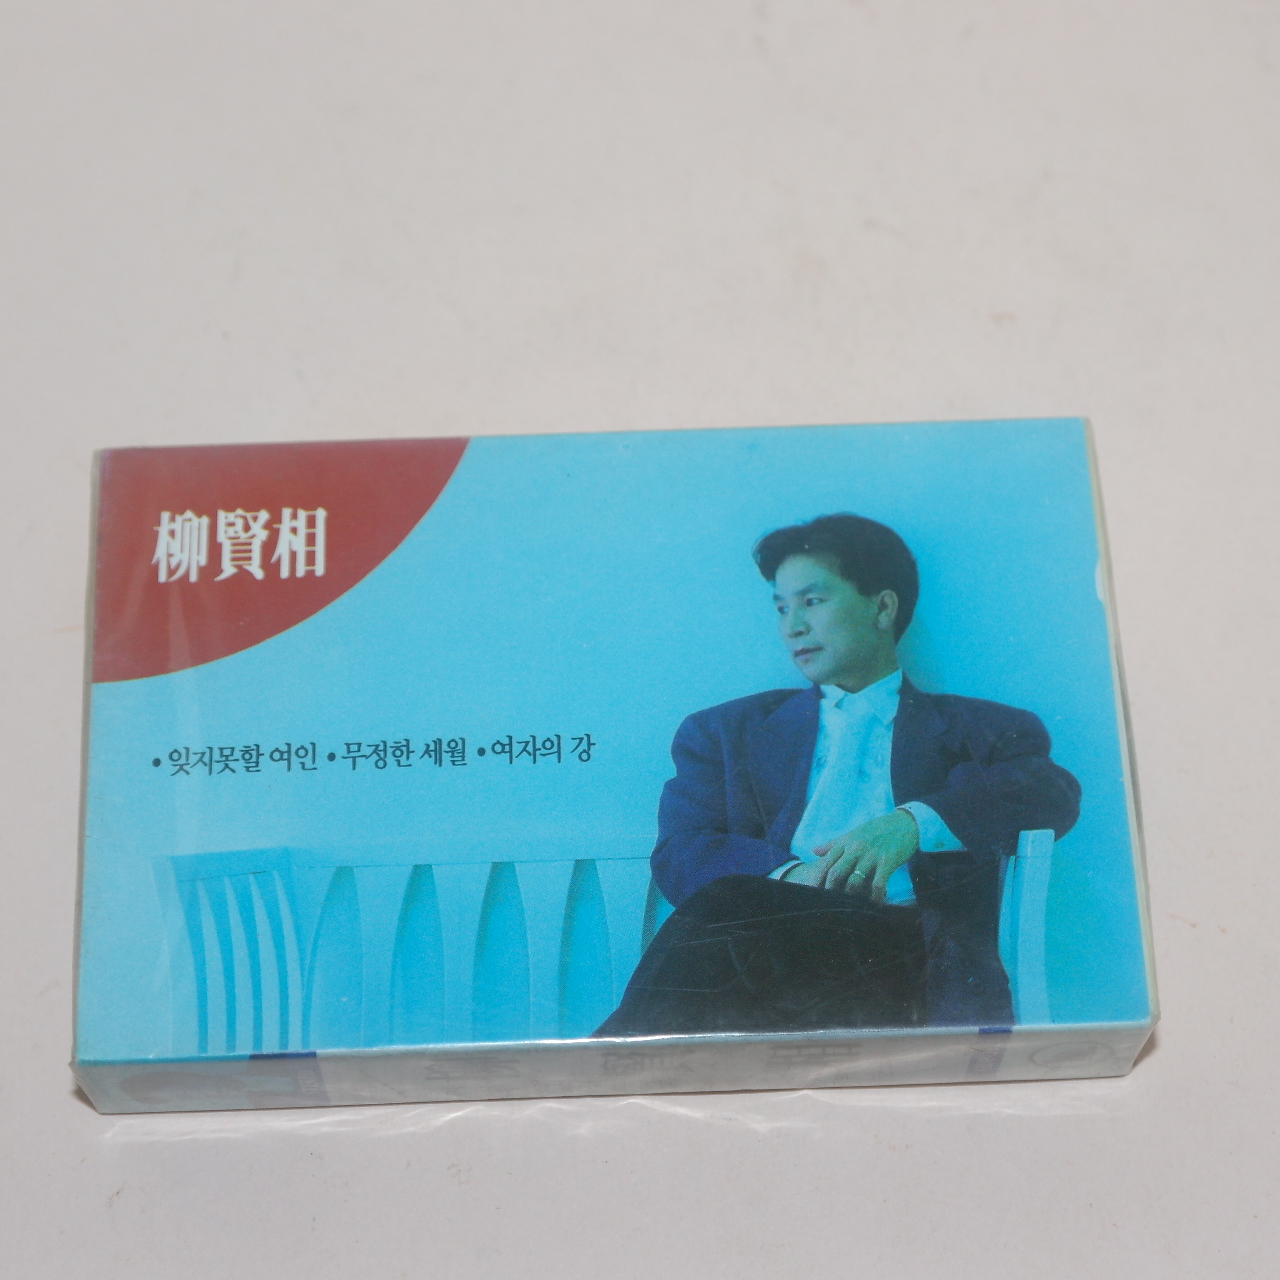 柳賢相
•잊지못할 여인 •무정한 세월 •여자의 강